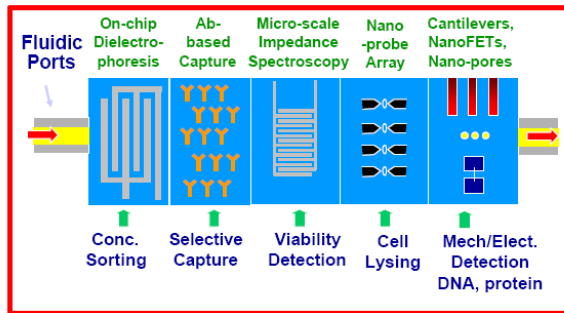 Fluidic
Ports
On-chip
Dielectro-
phoresis
Ab-
based
Capture
Micro-scale
Impedance
Spectroscopy
Nano
-probe
Array
Cantilevers,
NanoFETs,
Nano-pores
Conc.
Sorting
Selective
Capture
Viability
Detection
Cell
Lysing
Mech/Elect.
Detection
DNA, protein